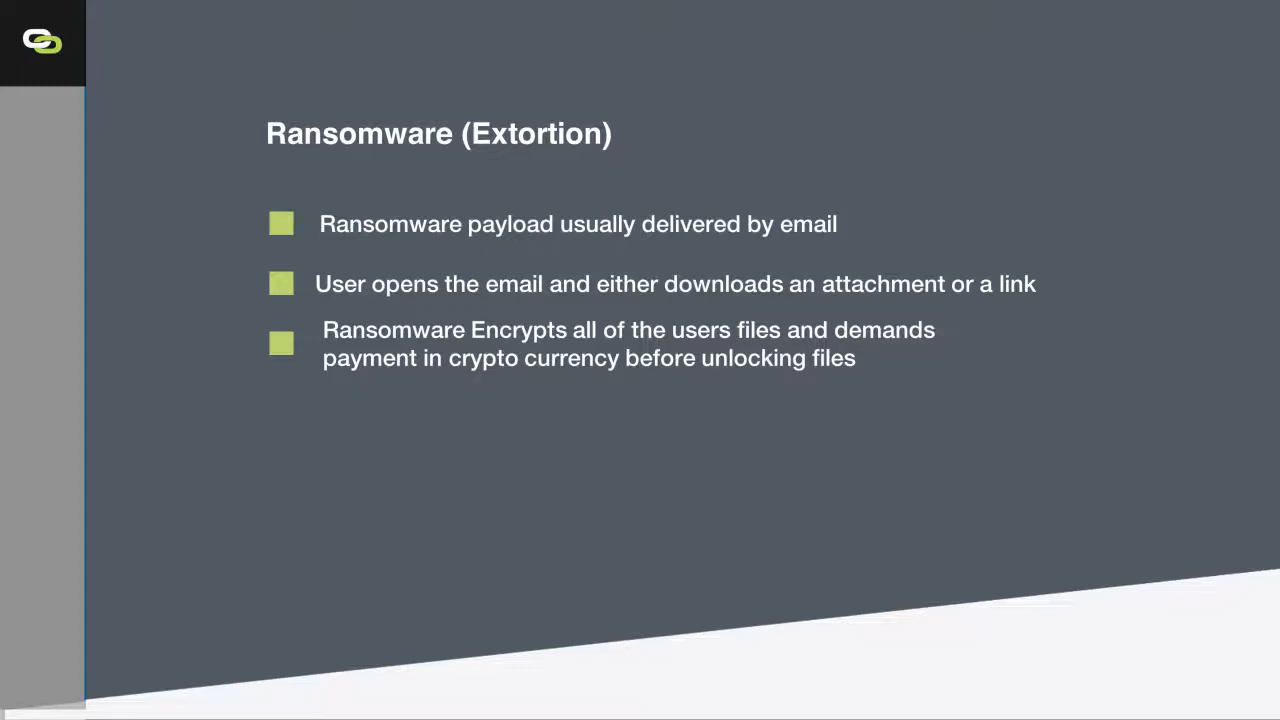 Ransomware (Extortion)
Ransomware payload usually delivered by email
User opens the email and either downloads an attachment or a link
Ransomware Encrypts all of the users files and demands
payment in crypto currency before unlocking files